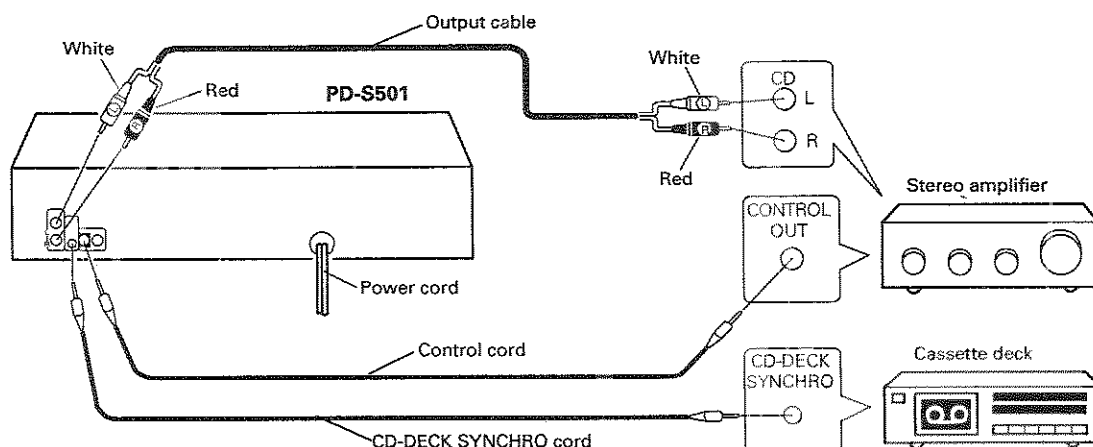 Output cable
White
Red
PD-S501
White
L
R
Red
CD
L
R
Stereo amplifier
CONTROL
OUT
Power cord
Control cord
CD-DECK
SYNCHRO
Cassette deck
CD-DECK SYNCHRO cord